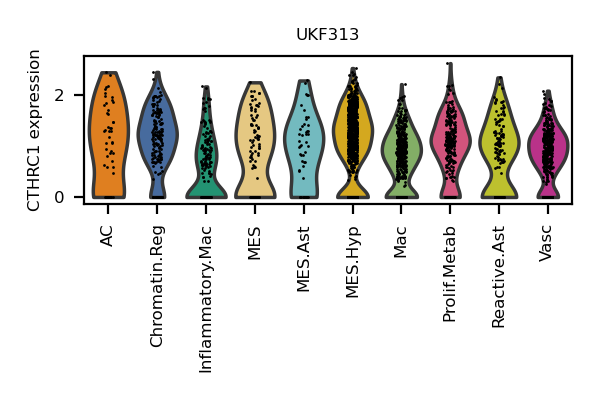 UKF313
CTHRC1 expression
2
0
AC
Chromatin.Reg
Inflammatory.Mac
MES
MES.Ast
MES.Hyp
Mac
Prolif.Metab
Reactive.Ast
Vasc